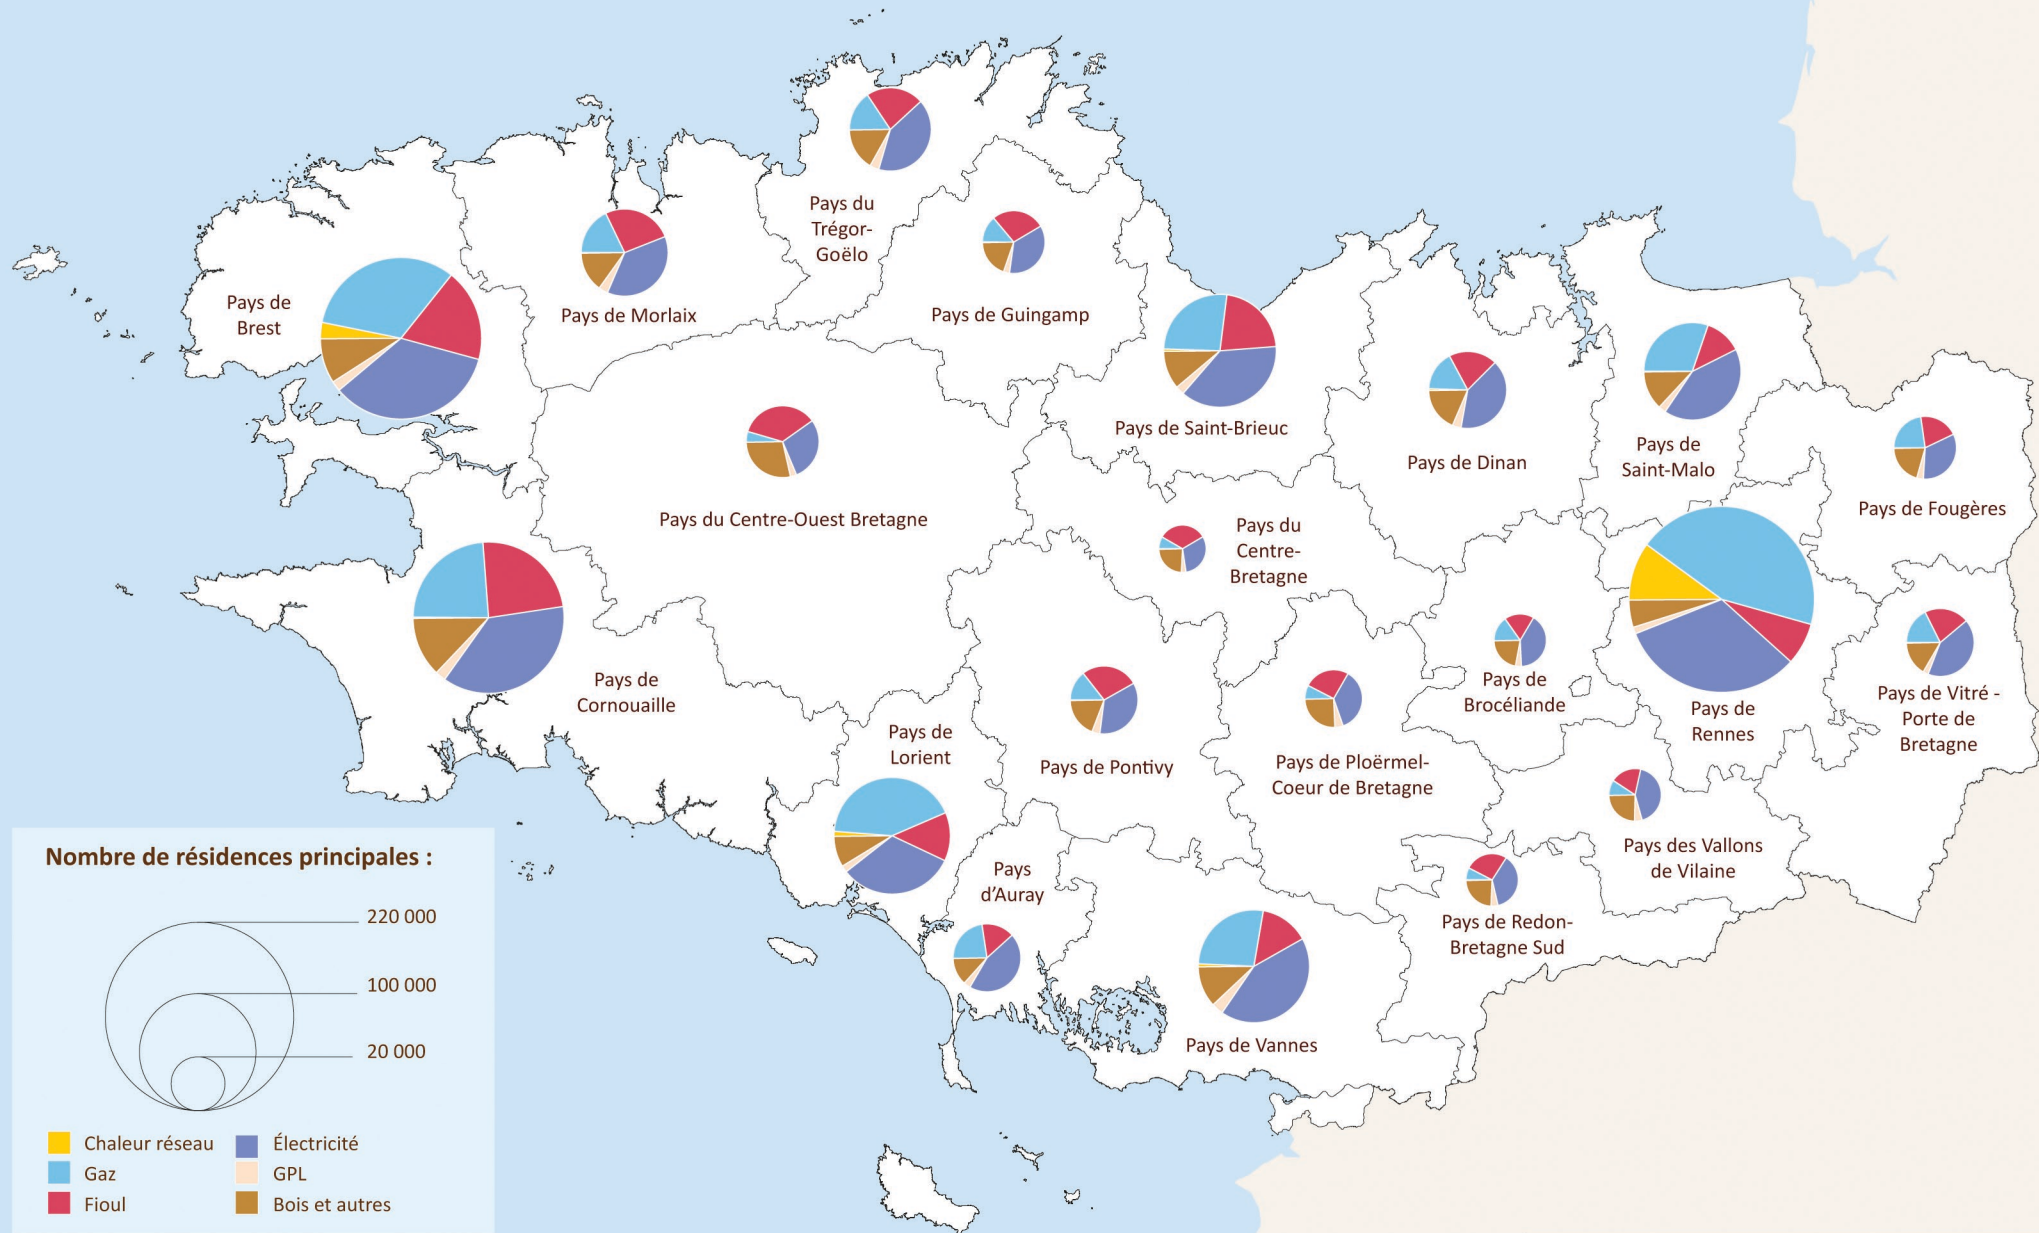 Pays du
Trégor-
Goëlo
Pays de
Brest
Pays de Morlaix
Pays de Guingamp
Pays de Saint-Brieuc
Pays de Dinan
Pays de
Saint-Malo
Pays de Fougères
Pays du Centre-Ouest Bretagne
Pays du
Centre-
Bretagne
Pays de
Cornouaille
Pays de
Lorient
Pays de Pontivy
Pays de Ploërmel-
Coeur de Bretagne
Pays de
Brocéliande
Pays de
Rennes
Pays de Vitré -
Porte de
Bretagne
Pays
d'Auray
Pays des Vallons
de Vilaine
Pays de Redon-
Bretagne Sud
Pays de Vannes
Nombre de résidences principales :
220 000
100 000
20 000
Chaleur réseau
Gaz
Fioul
Électricité
GPL
Bois et autres